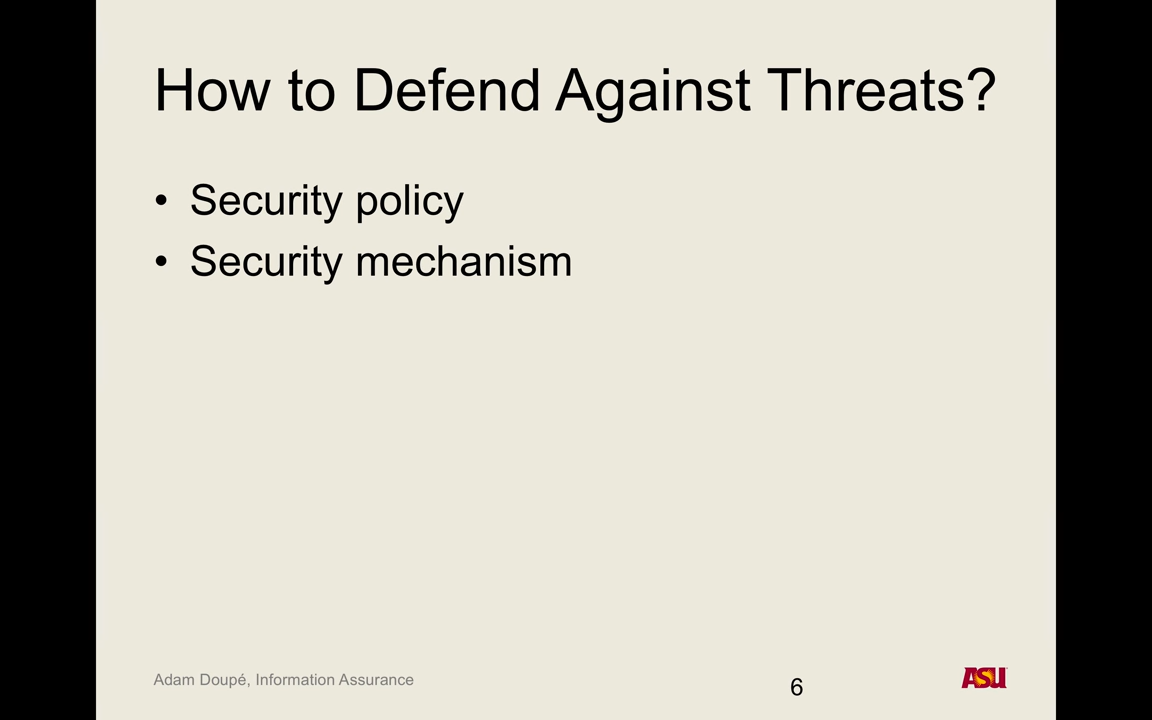 How to Defend Against Threats?
• Security policy
• Security mechanism
Adam Doupé, Information Assurance
6
ASU